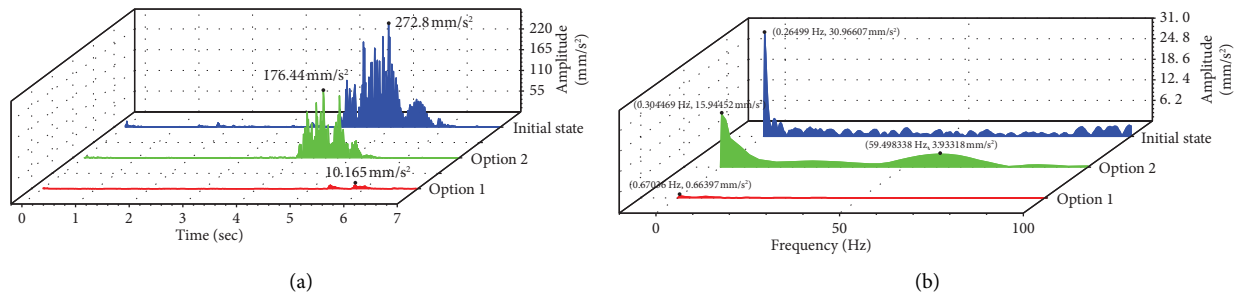 272.8 mm/s²
176.44 mm/s²
10.165 mm/s²
220
165
110
55
Amplitude
(mm/s²)
Initial state
Option 2
Option 1
0 1 2 3 4 5 6 7
Time (sec)
(a)
(0.26499 Hz, 30.96607 mm/s²)
(0.304469 Hz, 15.94452 mm/s²)
(59.498338 Hz, 3.93318 mm/s²)
(0.67036 Hz, 0.66397 mm/s²)
31.0
24.8
18.6
12.4
6.2
Amplitude
(mm/s²)
Initial state
Option 2
Option 1
0 50 100
Frequency (Hz)
(b)